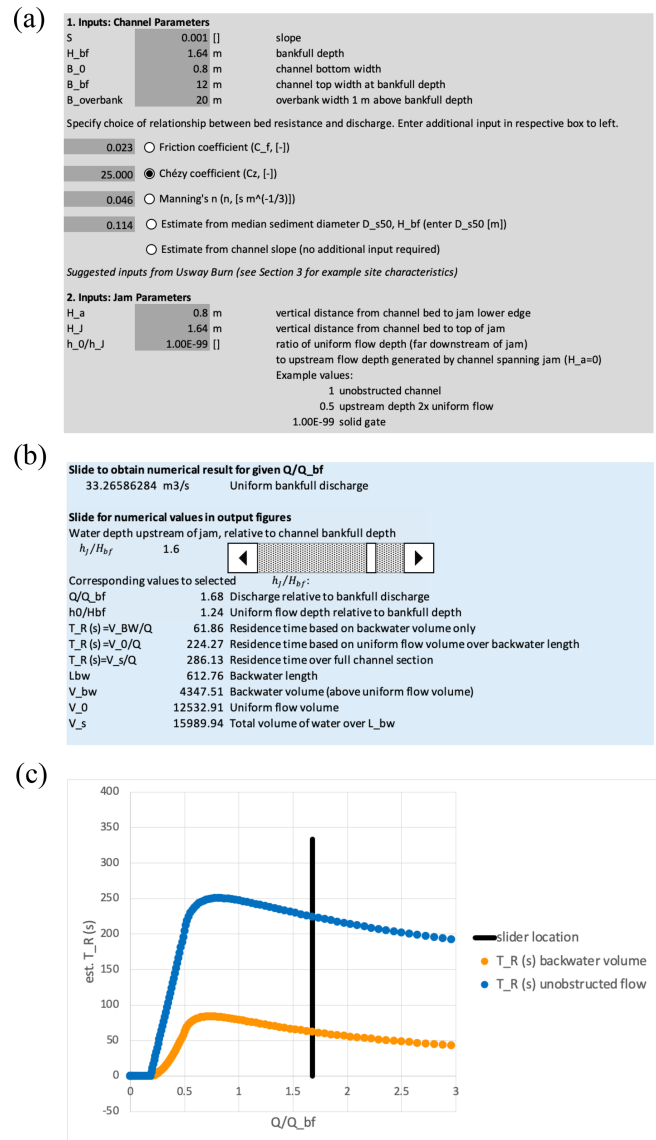 (a)
1. Inputs: Channel Parameters
S 0.001 [] slope
H_bf 1.64 m bankfull depth
B_0 0.8 m channel bottom width
B_bf 12 m channel top width at bankfull depth
B_overbank 20 m overbank width 1 m above bankfull depth
Specify choice of relationship between bed resistance and discharge. Enter additional input in respective box to left.
0.023 Friction coefficient (C_f, [-])
25.000 Chézy coefficient (Cz, [-])
0.046 Manning's n (n, [s m^(-1/3)])
0.114 Estimate from median sediment diameter D_s50, H_bf (enter D_s50 [m])
Estimate from channel slope (no additional input required)
Suggested inputs from Usway Burn (see Section 3 for example site characteristics)
2. Inputs: Jam Parameters
H_a 0.8 m vertical distance from channel bed to jam lower edge
H_J 1.64 m vertical distance from channel bed to top of jam
h_0/h_J 1.00E-99 [] ratio of uniform flow depth (far downstream of jam)
to upstream flow depth generated by channel spanning jam (H_a=0)
Example values:
1 unobstructed channel
0.5 upstream depth 2x uniform flow
1.00E-99 solid gate
(b)
Slide to obtain numerical result for given Q/Q_bf
33.26586284 m3/s Uniform bankfull discharge
Slide for numerical values in output figures
Water depth upstream of jam, relative to channel bankfull depth
h_J/H_bf 1.6
Corresponding values to selected h_J/H_bf:
Q/Q_bf 1.68 Discharge relative to bankfull discharge
h0/Hbf 1.24 Uniform flow depth relative to bankfull depth
T_R (s) =V_BW/Q 61.86 Residence time based on backwater volume only
T_R (s) =V_0/Q 224.27 Residence time based on uniform flow volume over backwater length
T_R (s)=V_s/Q 286.13 Residence time over full channel section
Lbw 612.76 Backwater length
V_bw 4347.51 Backwater volume (above uniform flow volume)
V_0 12532.91 Uniform flow volume
V_s 15989.94 Total volume of water over L_bw
(c)
400
350
300
250
200
150
100
50
0
-50
est. T_R (s)
0 0.5 1 1.5 2 2.5 3
Q/Q_bf
slider location
T_R (s) backwater volume
T_R (s) unobstructed flow